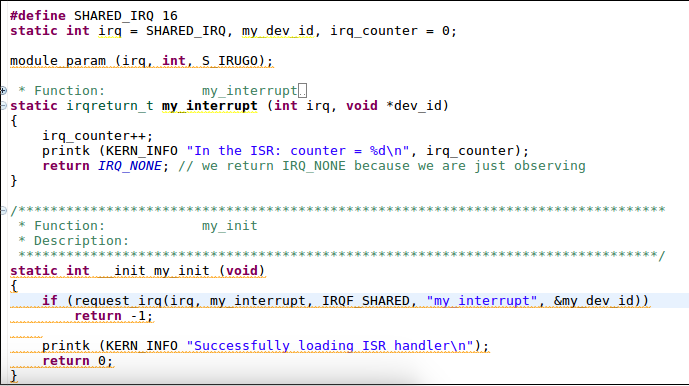 #define SHARED_IRQ 16
static int irq = SHARED_IRQ, my_dev_id, irq_counter = 0;
module_param (irq, int, S_IRUGO);
* Function: my_interrupt..
static irqreturn_t my_interrupt (int irq, void *dev_id)
{
irq_counter++;
printk (KERN_INFO "In the ISR: counter = %d\n", irq_counter);
return IRQ_NONE; // we return IRQ_NONE because we are just observing
}
/********************************************************************************
* Function: my_init
* Description:
*******************************************************************************/
static int __init my_init (void)
{
if (request_irq(irq, my_interrupt, IRQF_SHARED, "my_interrupt", &my_dev_id))
return -1;
printk (KERN_INFO "Successfully loading ISR handler\n");
return 0;
}